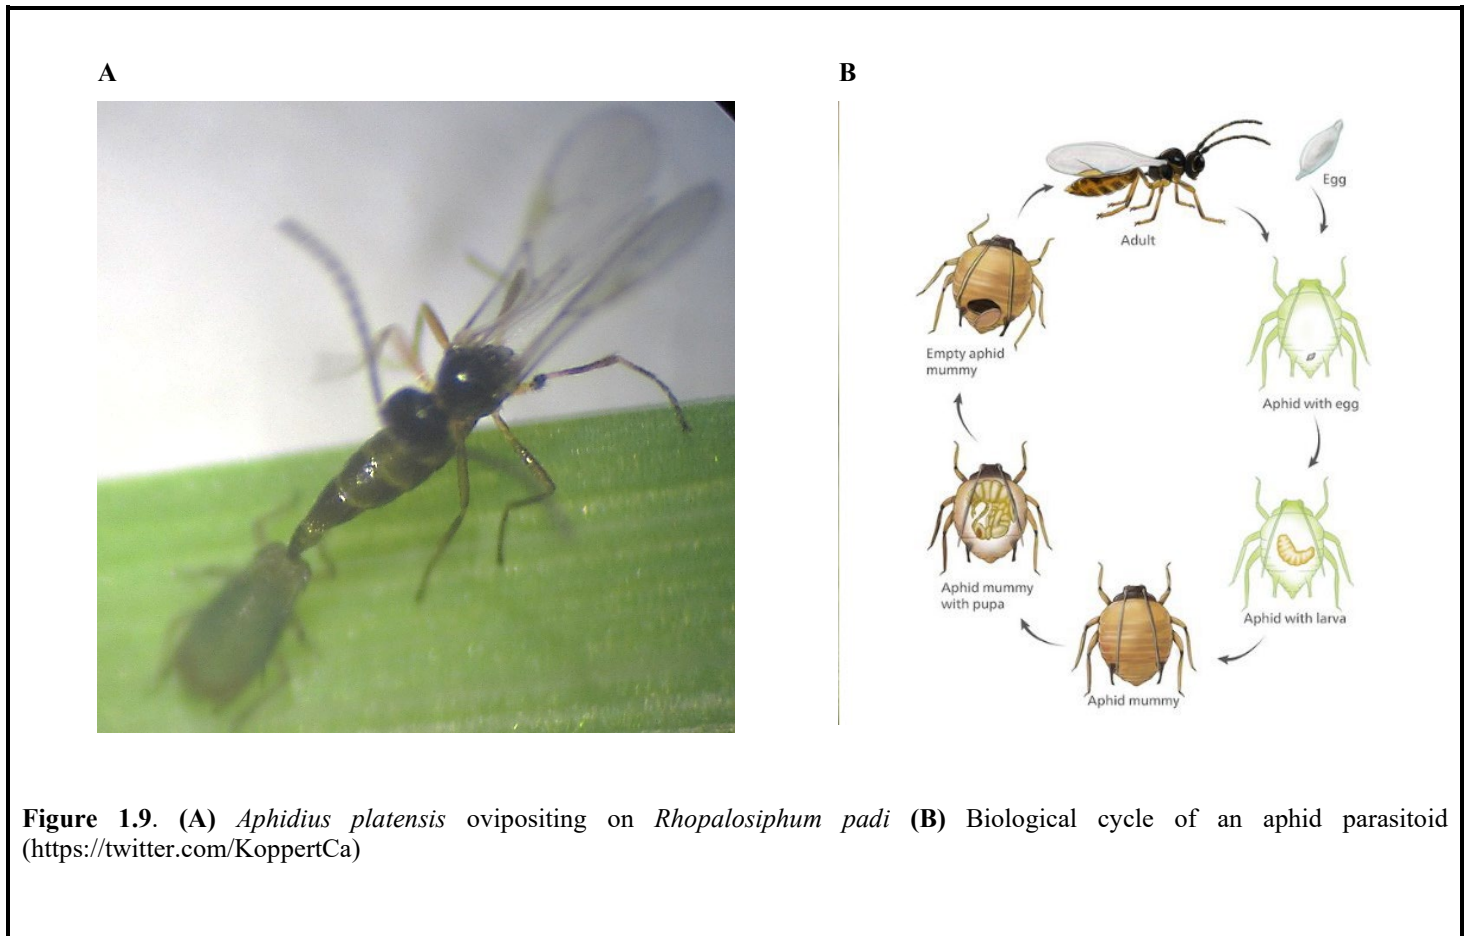 A
B
Egg
Adult
Empty aphid
mummy
Aphid with egg
Aphid mummy
with pupa
Aphid with larva
Aphid mummy
Figure 1.9. (A) Aphidius platensis ovipositing on Rhopalosiphum padi (B) Biological cycle of an aphid parasitoid
(https://twitter.com/KoppertCa)